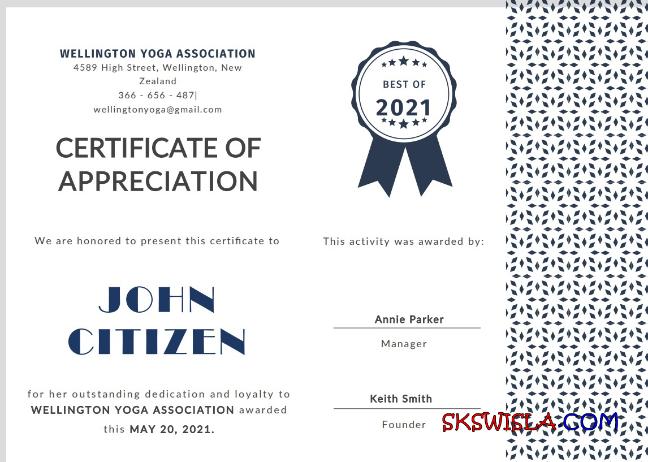 WELLINGTON YOGA ASSOCIATION
4589 High Street, Wellington, New
Zealand
366 - 656 - 487|
wellingtonyoga@gmail.com
CERTIFICATE OF
APPRECIATION
We are honored to present this certificate to
JOHN
CITIZEN
for her outstanding dedication and loyalty to
WELLINGTON YOGA ASSOCIATION awarded
this MAY 20, 2021.
BEST OF
2021
This activity was awarded by:
Annie Parker
Manager
Keith Smith
Founder
SKSWISLA.COM